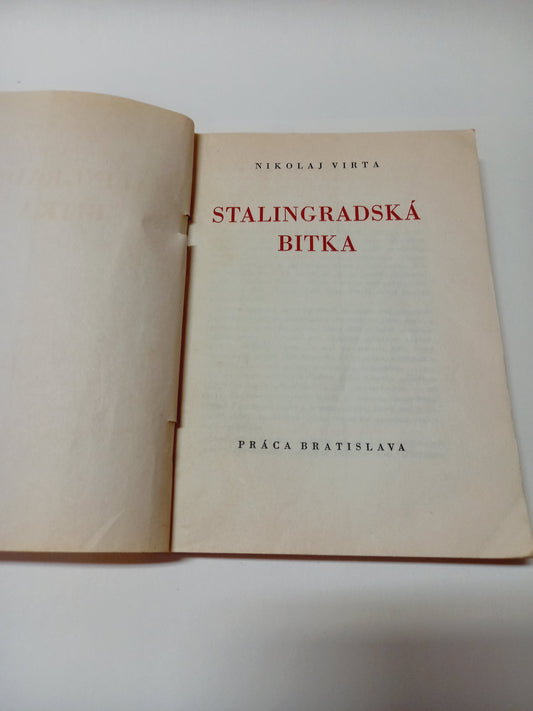 NIKOLAJ VIRTA
STALINGRADSKÁ
BITKA
PRÁCA BRATISLAVA